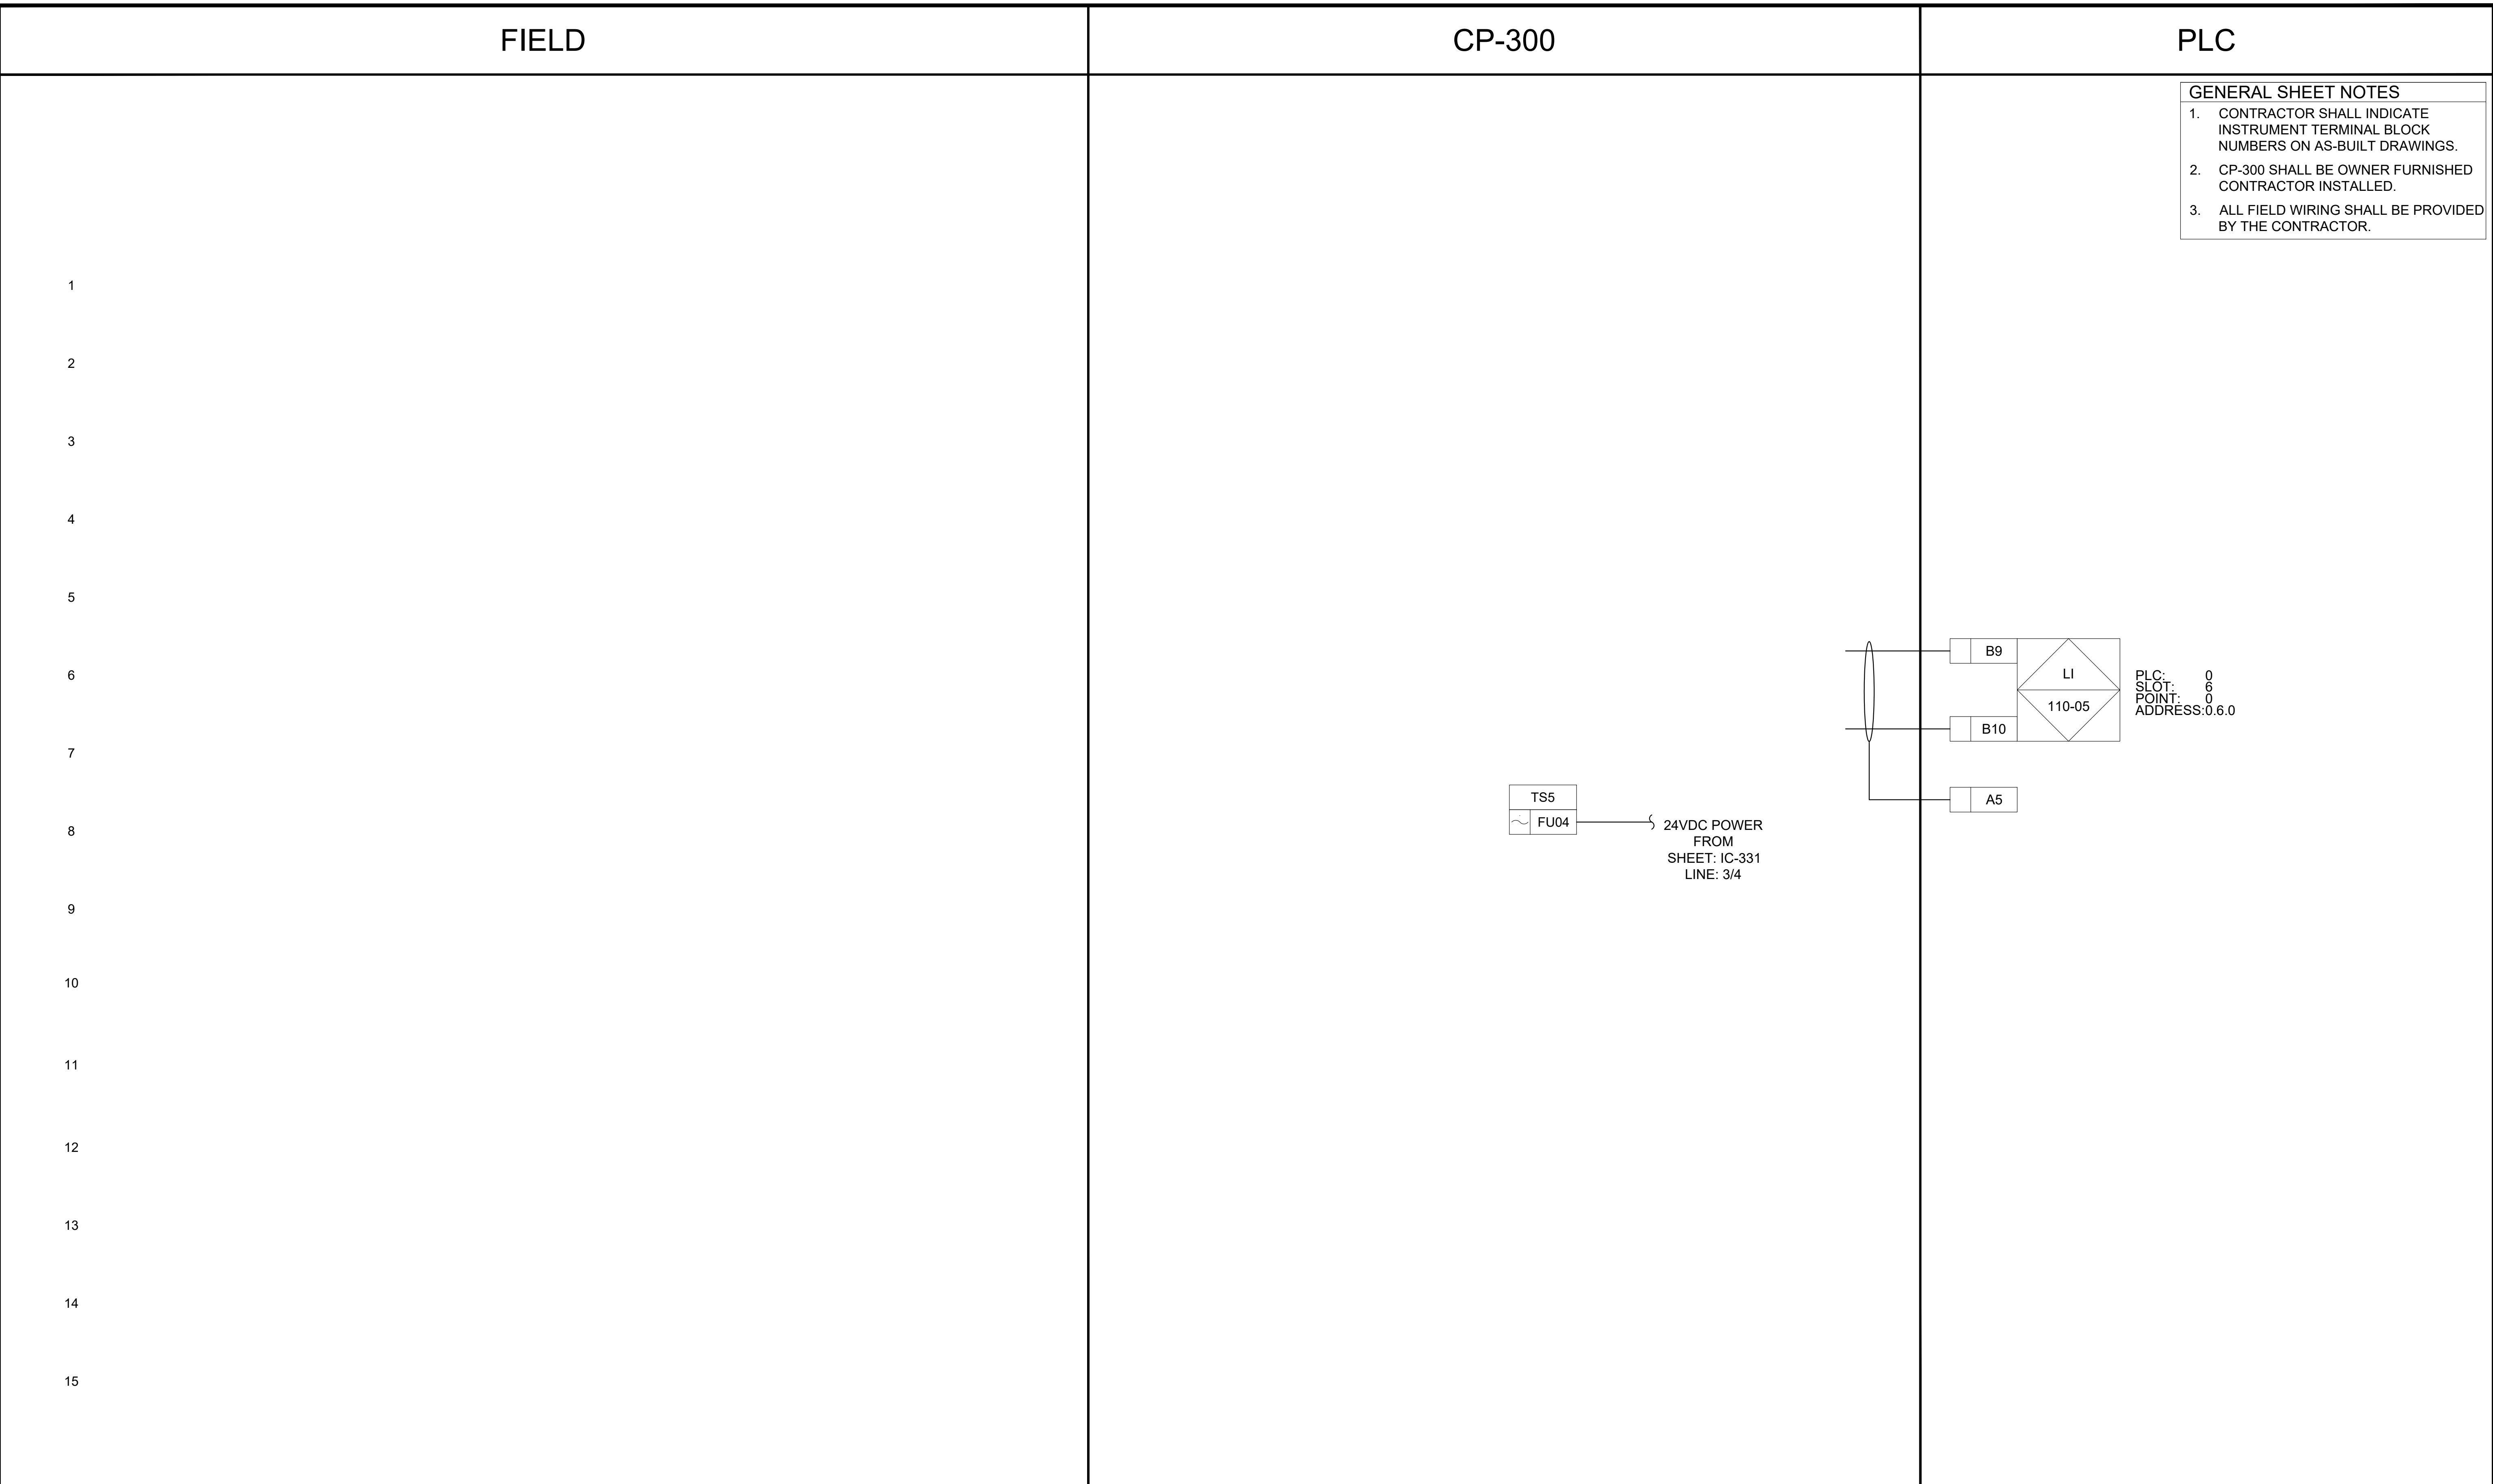 FIELD
CP-300
PLC
GENERAL SHEET NOTES
1. CONTRACTOR SHALL INDICATE
INSTRUMENT TERMINAL BLOCK
NUMBERS ON AS-BUILT DRAWINGS.
2. CP-300 SHALL BE OWNER FURNISHED
CONTRACTOR INSTALLED.
3. ALL FIELD WIRING SHALL BE PROVIDED
BY THE CONTRACTOR.
1
2
3
4
5
6
7
8
9
10
11
12
13
14
15
TS5
FU04
24VDC POWER
FROM
SHEET: IC-331
LINE: 3/4
B9
B10
A5
LI
110-05
PLC: 0
SLOT: 6
POINT: 0
ADDRESS:0.6.0